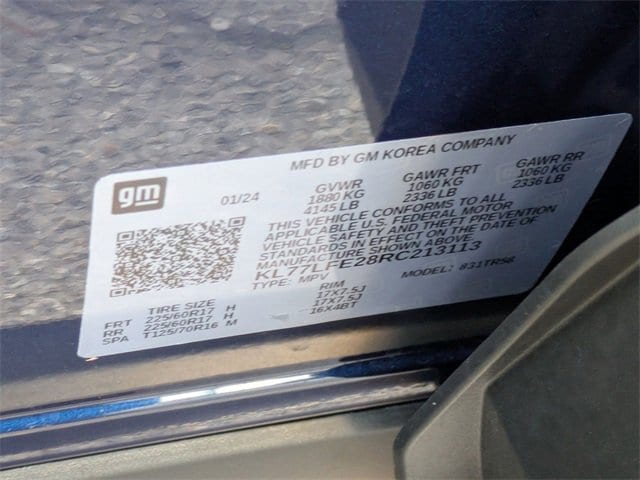 MFD BY GM KOREA COMPANY
gm
01/24
GVWR GAWR FRT GAWR RR
1880 KG 1060 KG 1060 KG
4145 LB 2336 LB 2336 LB
THIS VEHICLE CONFORMS TO ALL
APPLICABLE U.S. FEDERAL MOTOR
VEHICLE SAFETY AND THEFT PREVENTION
STANDARDS IN EFFECT ON THE DATE OF
MANUFACTURE SHOWN ABOVE.
KL77LFE28RC213113
TYPE: MPV MODEL: 831TR58
TIRE SIZE RIM
FRT 225/60R17 H 17X7.5J
RR 225/60R17 H 17X7.5J
SPA T125/70R16 M 16X4BT